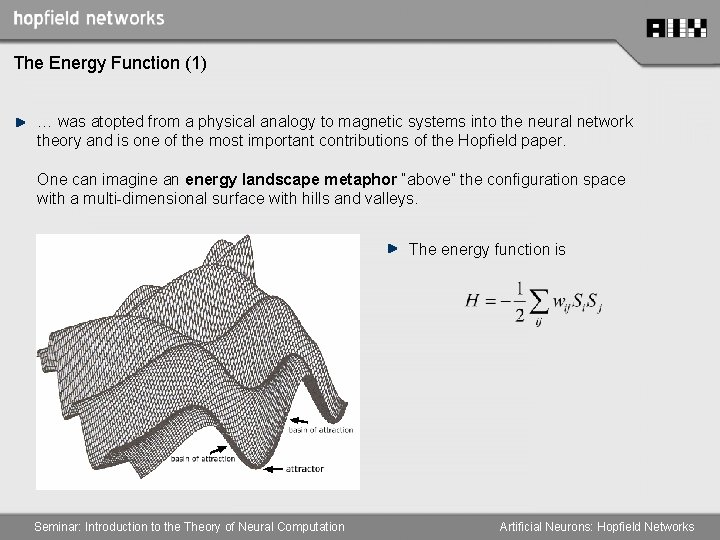 hopfield networks
The Energy Function (1)
… was atopted from a physical analogy to magnetic systems into the neural network
theory and is one of the most important contributions of the Hopfield paper.
One can imagine an energy landscape metaphor “above” the configuration space
with a multi-dimensional surface with hills and valleys.
The energy function is
H = −1/2 ∑ij wij Si Sj
basin of attraction
basin of attraction
attractor
Seminar: Introduction to the Theory of Neural Computation
Artificial Neurons: Hopfield Networks